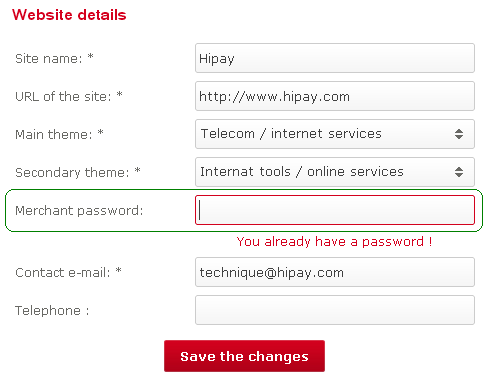 Website details
Site name: * Hipay
URL of the site: * http://www.hipay.com
Main theme: * Telecom / internet services
Secondary theme: * Internat tools / online services
Merchant password:
You already have a password !
Contact e-mail: * technique@hipay.com
Telephone :
Save the changes